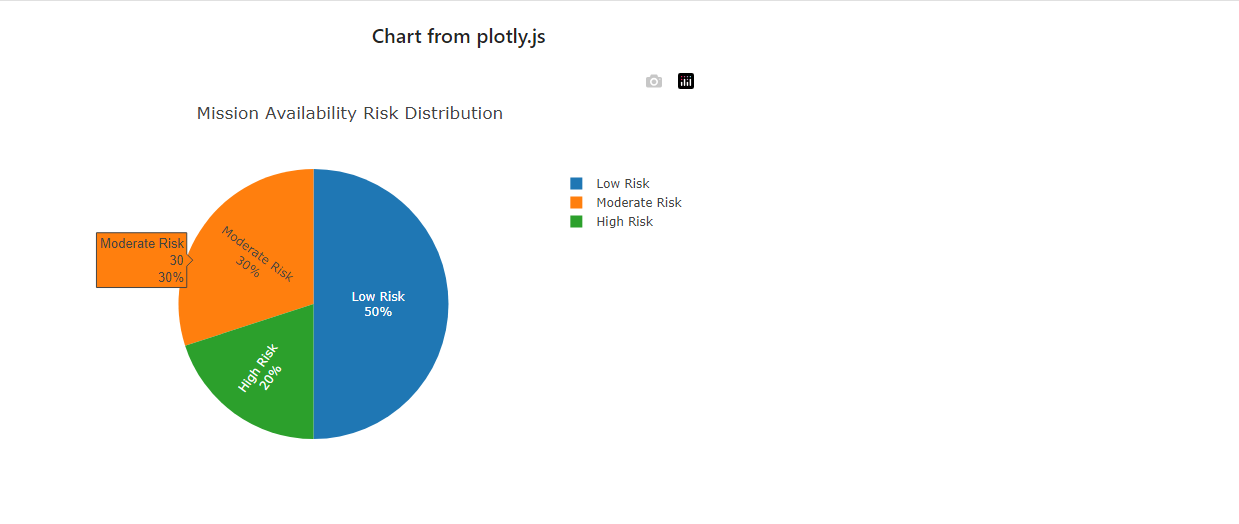 Chart from plotly.js
Mission Availability Risk Distribution
Low Risk
Moderate Risk
High Risk
Moderate Risk
30%
Moderate Risk
30
30%
Low Risk
50%
High Risk
20%